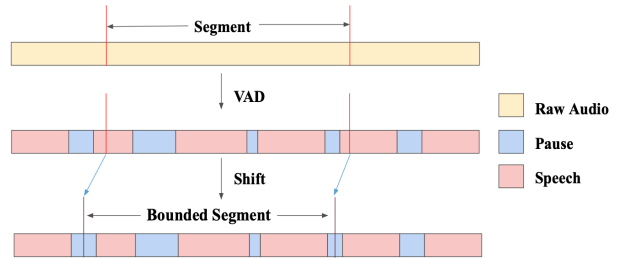 Segment
VAD
Shift
Bounded Segment
Raw Audio
Pause
Speech